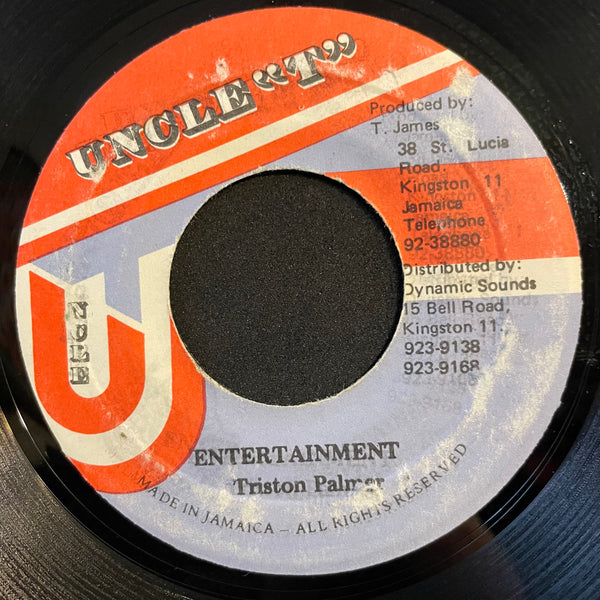 UNCLE "T"
Produced by:
T. James
38 St. Lucia
Road.
Kingston 11
Jamaica
Telephone
92-38880
Distributed by:
Dynamic Sounds
15 Bell Road,
Kingston 11.
923-9138
923-9168
UNCLE
ENTERTAINMENT
Triston Palmer
MADE IN JAMAICA – ALL RIGHTS RESERVED